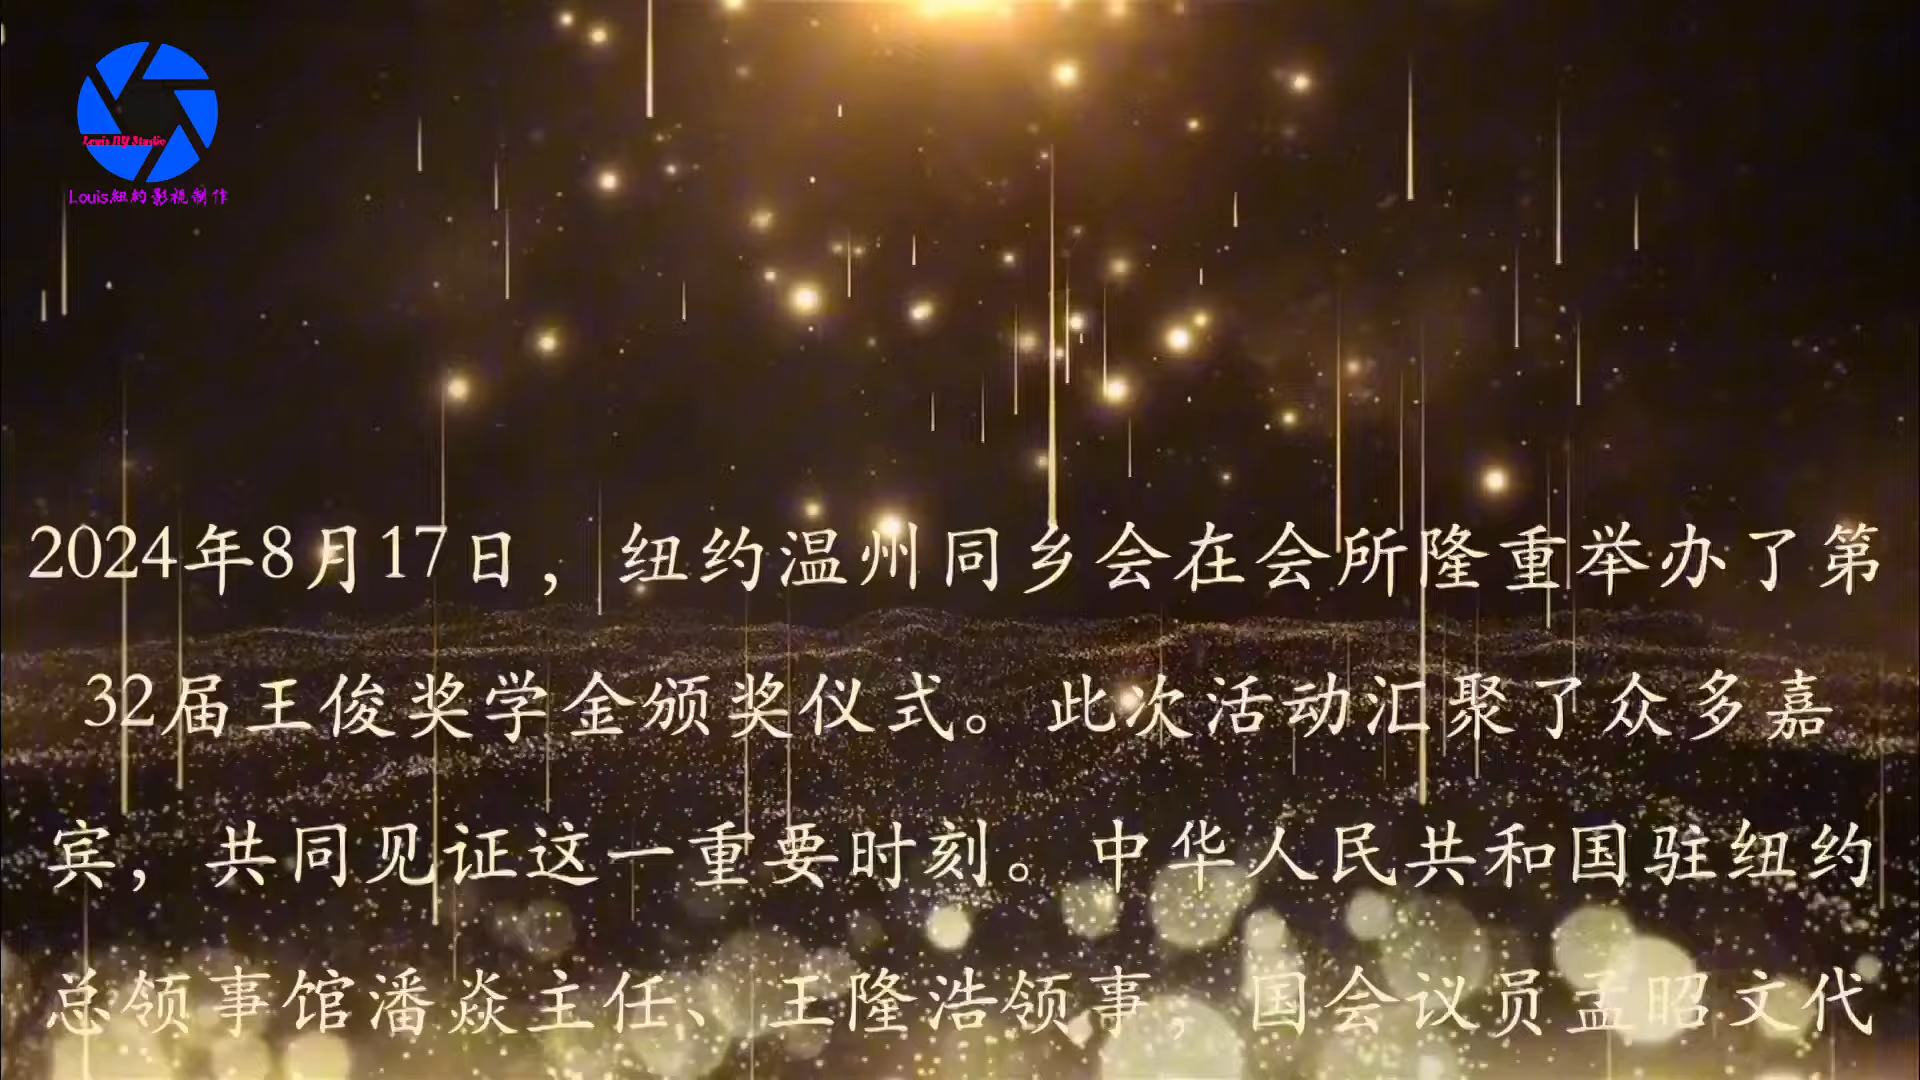 Louis NY Studio
Louis纽约影视制作
2024年8月17日，纽约温州同乡会在会所隆重举办了第
32届王俊奖学金颁奖仪式。此次活动汇聚了众多嘉
宾，共同见证这一重要时刻。中华人民共和国驻纽约
总领事馆潘焱主任、王隆浩领事，国会议员孟昭文代